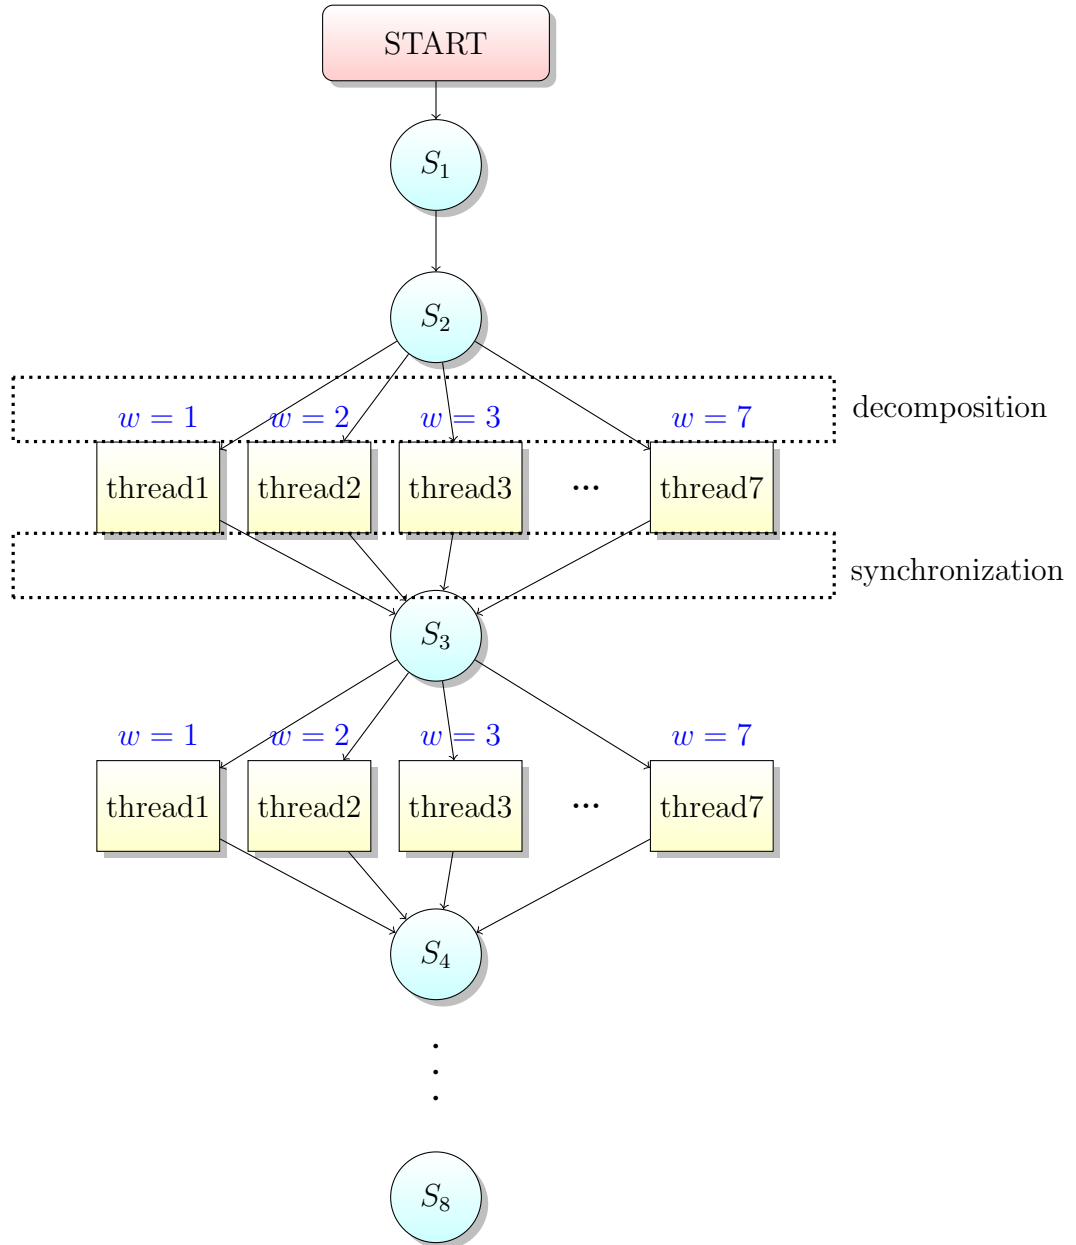 START
S₁
S₂
w = 1 w = 2 w = 3 w = 7
decomposition
thread1 thread2 thread3 ... thread7
synchronization
S₃
w = 1 w = 2 w = 3 w = 7
thread1 thread2 thread3 ... thread7
S₄
S₈